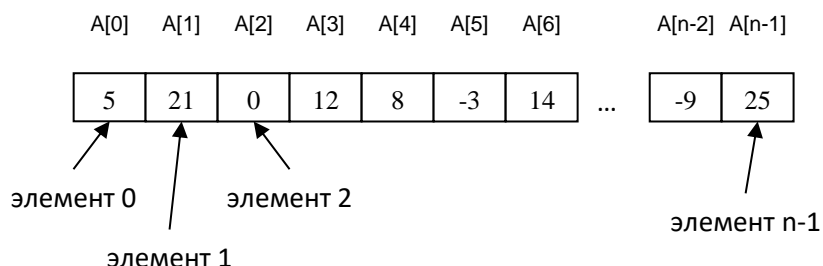 A[0] A[1] A[2] A[3] A[4] A[5] A[6] A[n-2] A[n-1]
5 21 0 12 8 -3 14 ... -9 25
элемент 0 элемент 2
элемент n-1
элемент 1